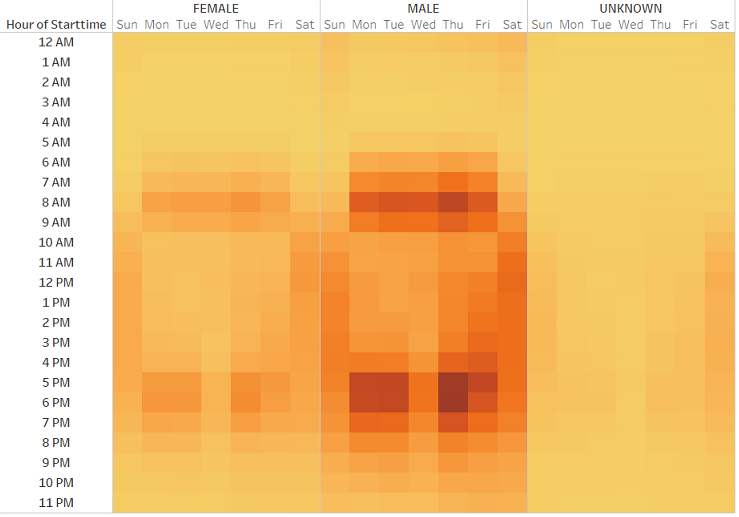 FEMALE MALE UNKNOWN
Hour of Starttime Sun Mon Tue Wed Thu Fri Sat Sun Mon Tue Wed Thu Fri Sat Sun Mon Tue Wed Thu Fri Sat
12 AM
1 AM
2 AM
3 AM
4 AM
5 AM
6 AM
7 AM
8 AM
9 AM
10 AM
11 AM
12 PM
1 PM
2 PM
3 PM
4 PM
5 PM
6 PM
7 PM
8 PM
9 PM
10 PM
11 PM